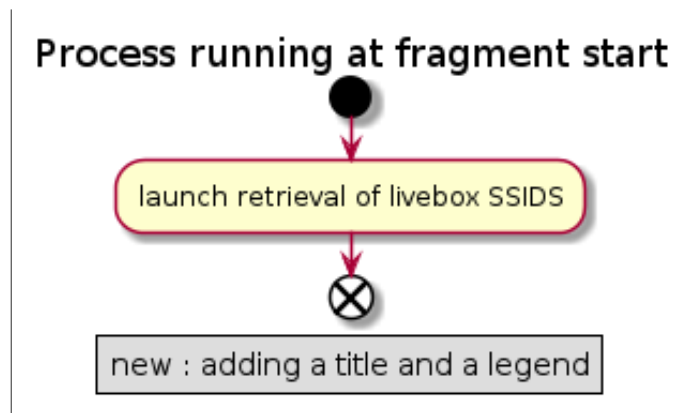 Process running at fragment start
launch retrieval of livebox SSIDS
new : adding a title and a legend